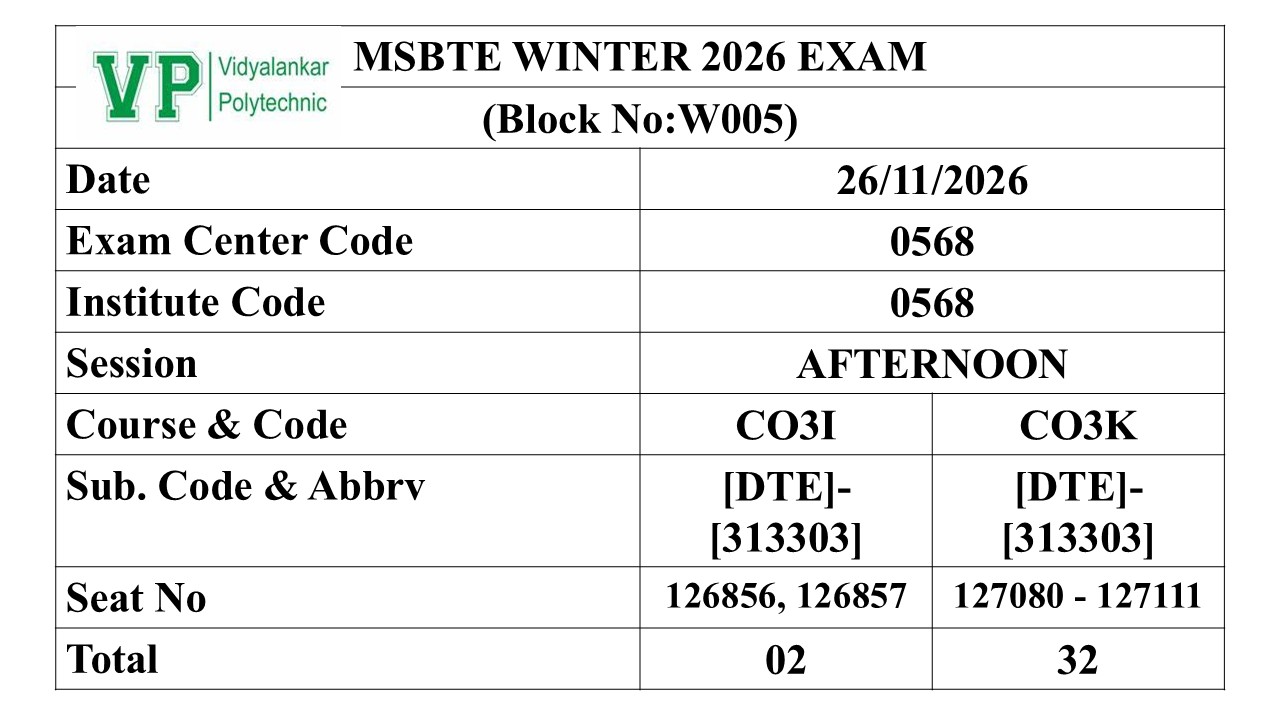 VP Vidyalankar
Polytechnic
MSBTE WINTER 2026 EXAM
(Block No:W005)
Date 26/11/2026
Exam Center Code 0568
Institute Code 0568
Session AFTERNOON
Course & Code CO3I CO3K
Sub. Code & Abbrv [DTE]- [DTE]-
[313303] [313303]
Seat No 126856, 126857 127080 - 127111
Total 02 32